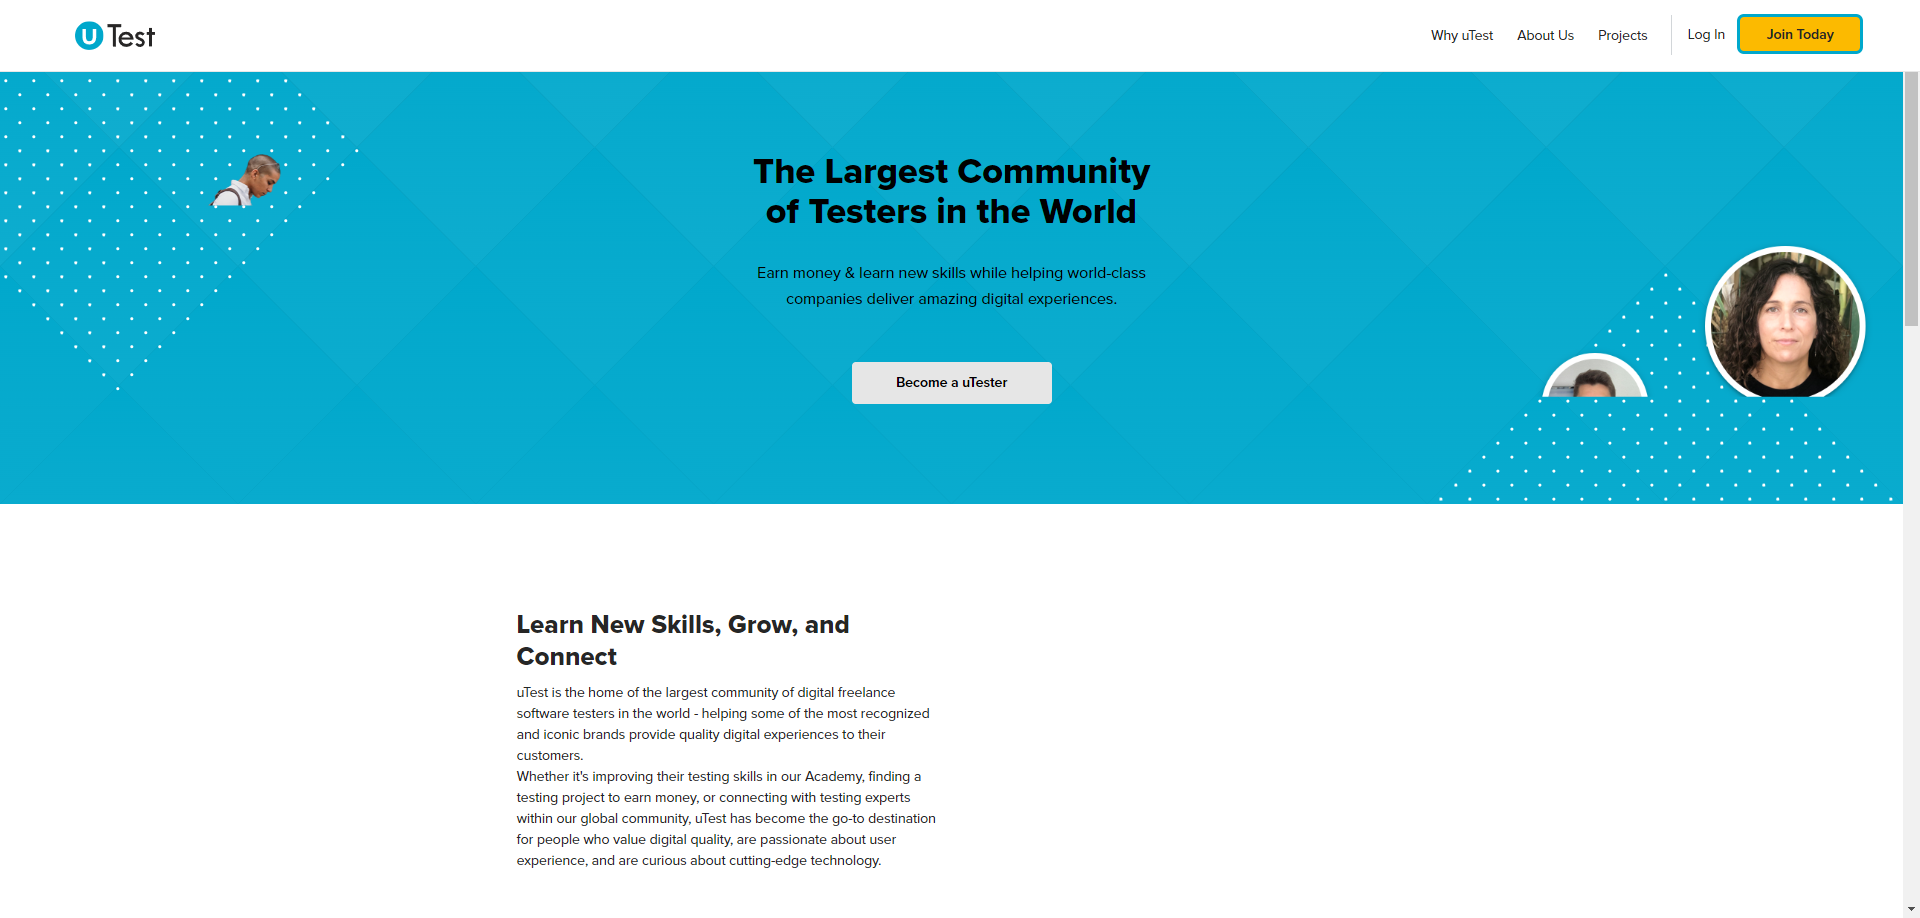 uTest
Why uTest
About Us
Projects
Log In
Join Today
The Largest Community
of Testers in the World
Earn money & learn new skills while helping world-class
companies deliver amazing digital experiences.
Become a uTester
Learn New Skills, Grow, and
Connect
uTest is the home of the largest community of digital freelance
software testers in the world - helping some of the most recognized
and iconic brands provide quality digital experiences to their
customers.
Whether it's improving their testing skills in our Academy, finding a
testing project to earn money, or connecting with testing experts
within our global community, uTest has become the go-to destination
for people who value digital quality, are passionate about user
experience, and are curious about cutting-edge technology.